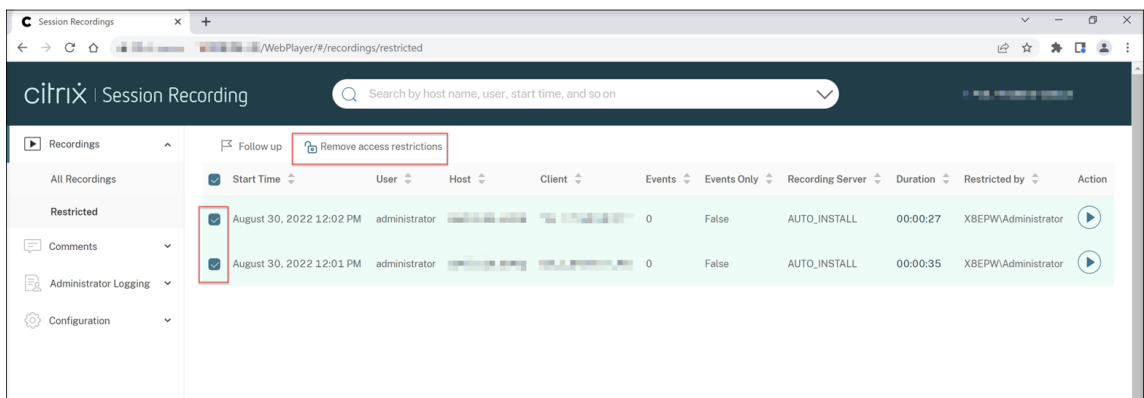 Session Recordings
/WebPlayer/#/recordings/restricted
citrix | Session Recording
Search by host name, user, start time, and so on
Recordings
All Recordings
Restricted
Comments
Administrator Logging
Configuration
Follow up Remove access restrictions
Start Time User Host Client Events Events Only Recording Server Duration Restricted by Action
August 30, 2022 12:02 PM administrator 0 False AUTO_INSTALL 00:00:27 X8EPW\Administrator
August 30, 2022 12:01 PM administrator 0 False AUTO_INSTALL 00:00:35 X8EPW\Administrator